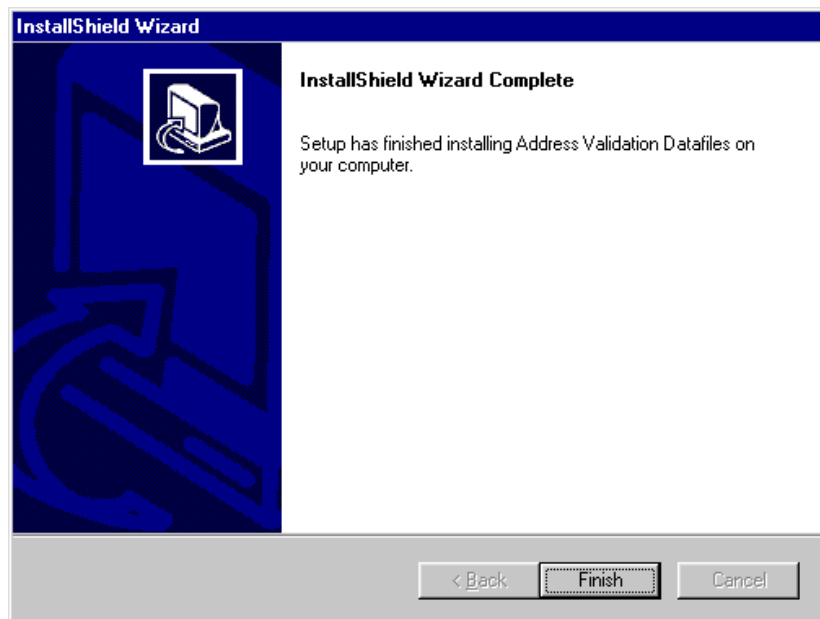 InstallShield Wizard
InstallShield Wizard Complete
Setup has finished installing Address Validation Datafiles on
your computer.
< Back
Finish
Cancel